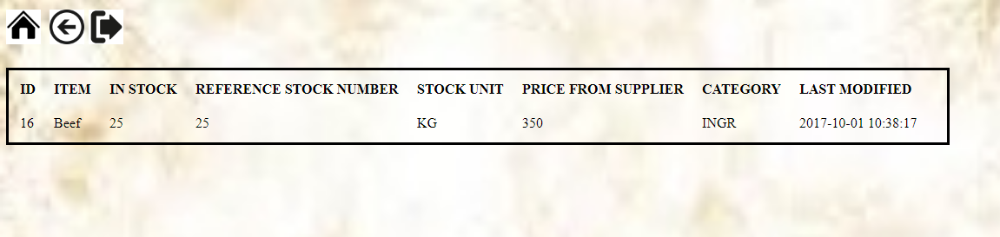 ID ITEM IN STOCK REFERENCE STOCK NUMBER STOCK UNIT PRICE FROM SUPPLIER CATEGORY LAST MODIFIED
16 Beef 25 25 KG 350 INGR 2017-10-01 10:38:17